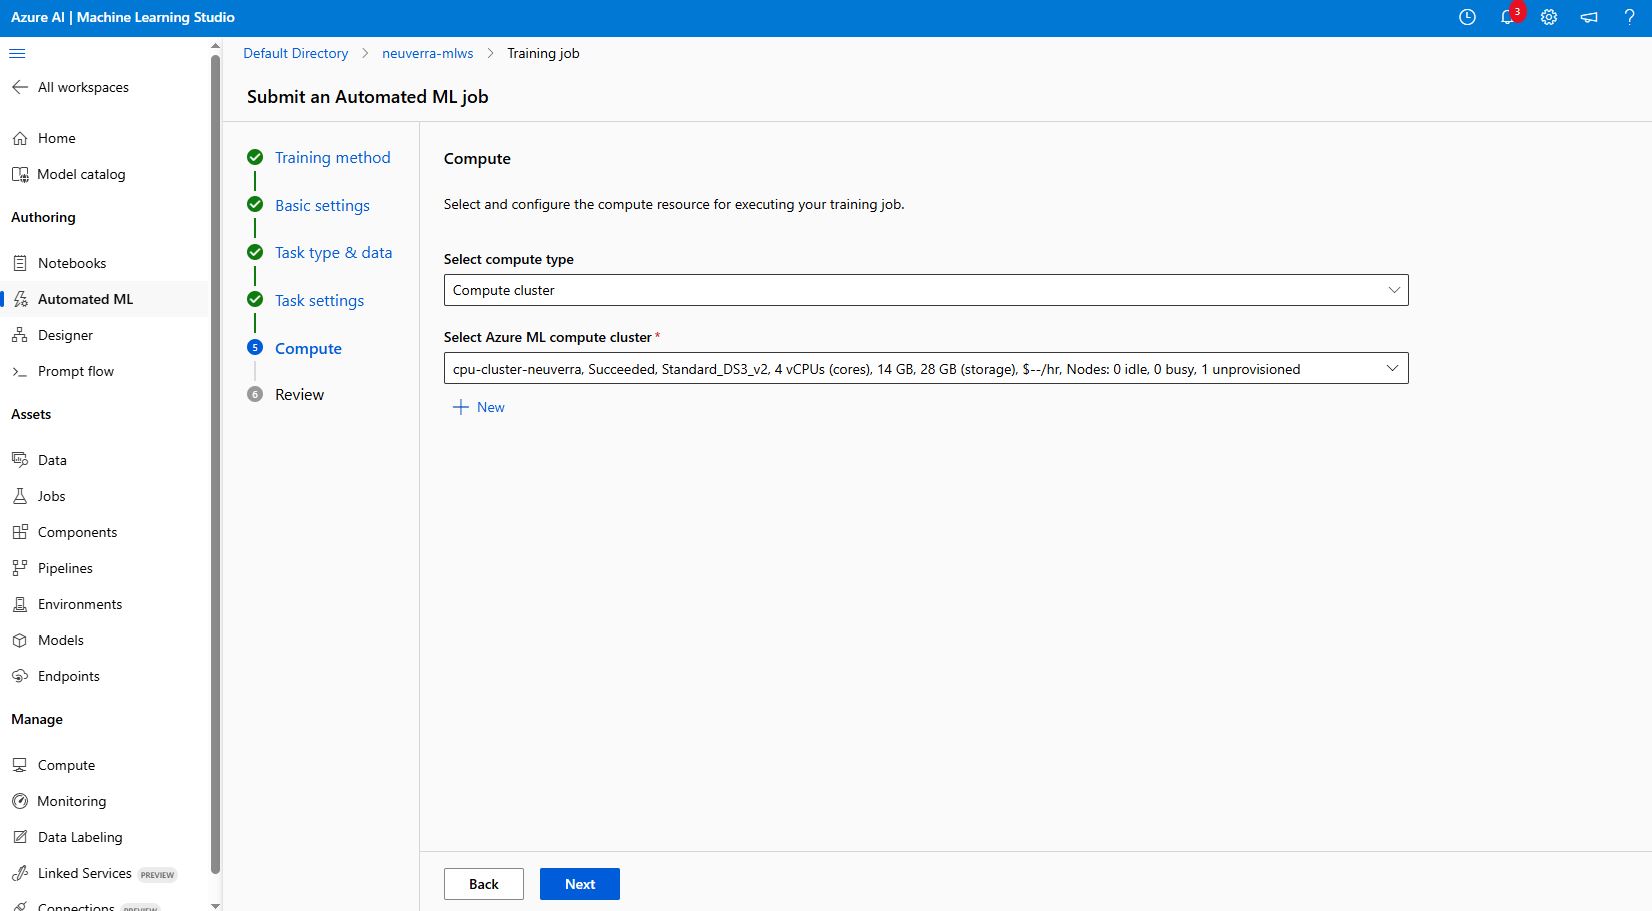 Azure AI | Machine Learning Studio
3
All workspaces
Home
Model catalog
Authoring
Notebooks
Automated ML
Designer
Prompt flow
Assets
Data
Jobs
Components
Pipelines
Environments
Models
Endpoints
Manage
Compute
Monitoring
Data Labeling
Linked Services PREVIEW
Connections PREVIEW
Default Directory > neuverra-mlws > Training job
Submit an Automated ML job
Training method
Basic settings
Task type & data
Task settings
5 Compute
6 Review
Compute
Select and configure the compute resource for executing your training job.
Select compute type
Compute cluster
Select Azure ML compute cluster *
cpu-cluster-neuverra, Succeeded, Standard_DS3_v2, 4 vCPUs (cores), 14 GB, 28 GB (storage), $--/hr, Nodes: 0 idle, 0 busy, 1 unprovisioned
+ New
Back
Next